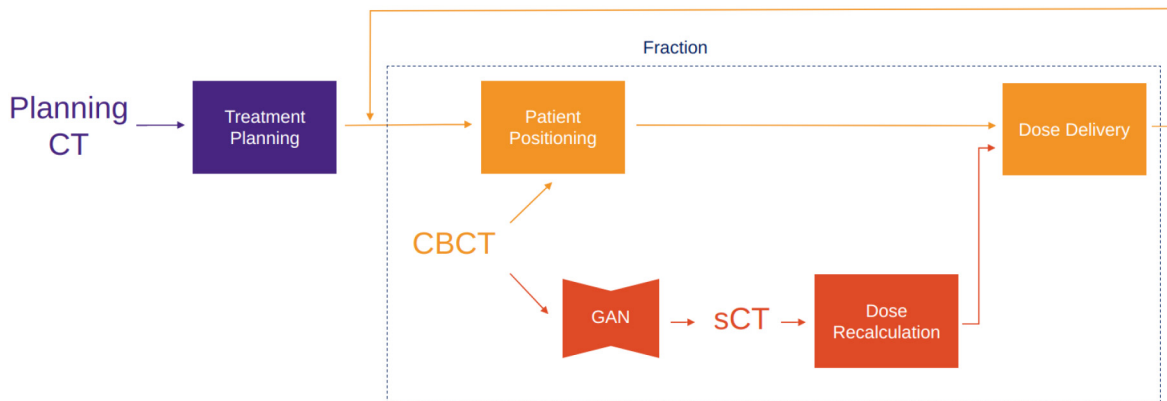 Fraction
Planning
CT
Treatment
Planning
Patient
Positioning
Dose Delivery
CBCT
GAN
sCT
Dose
Recalculation